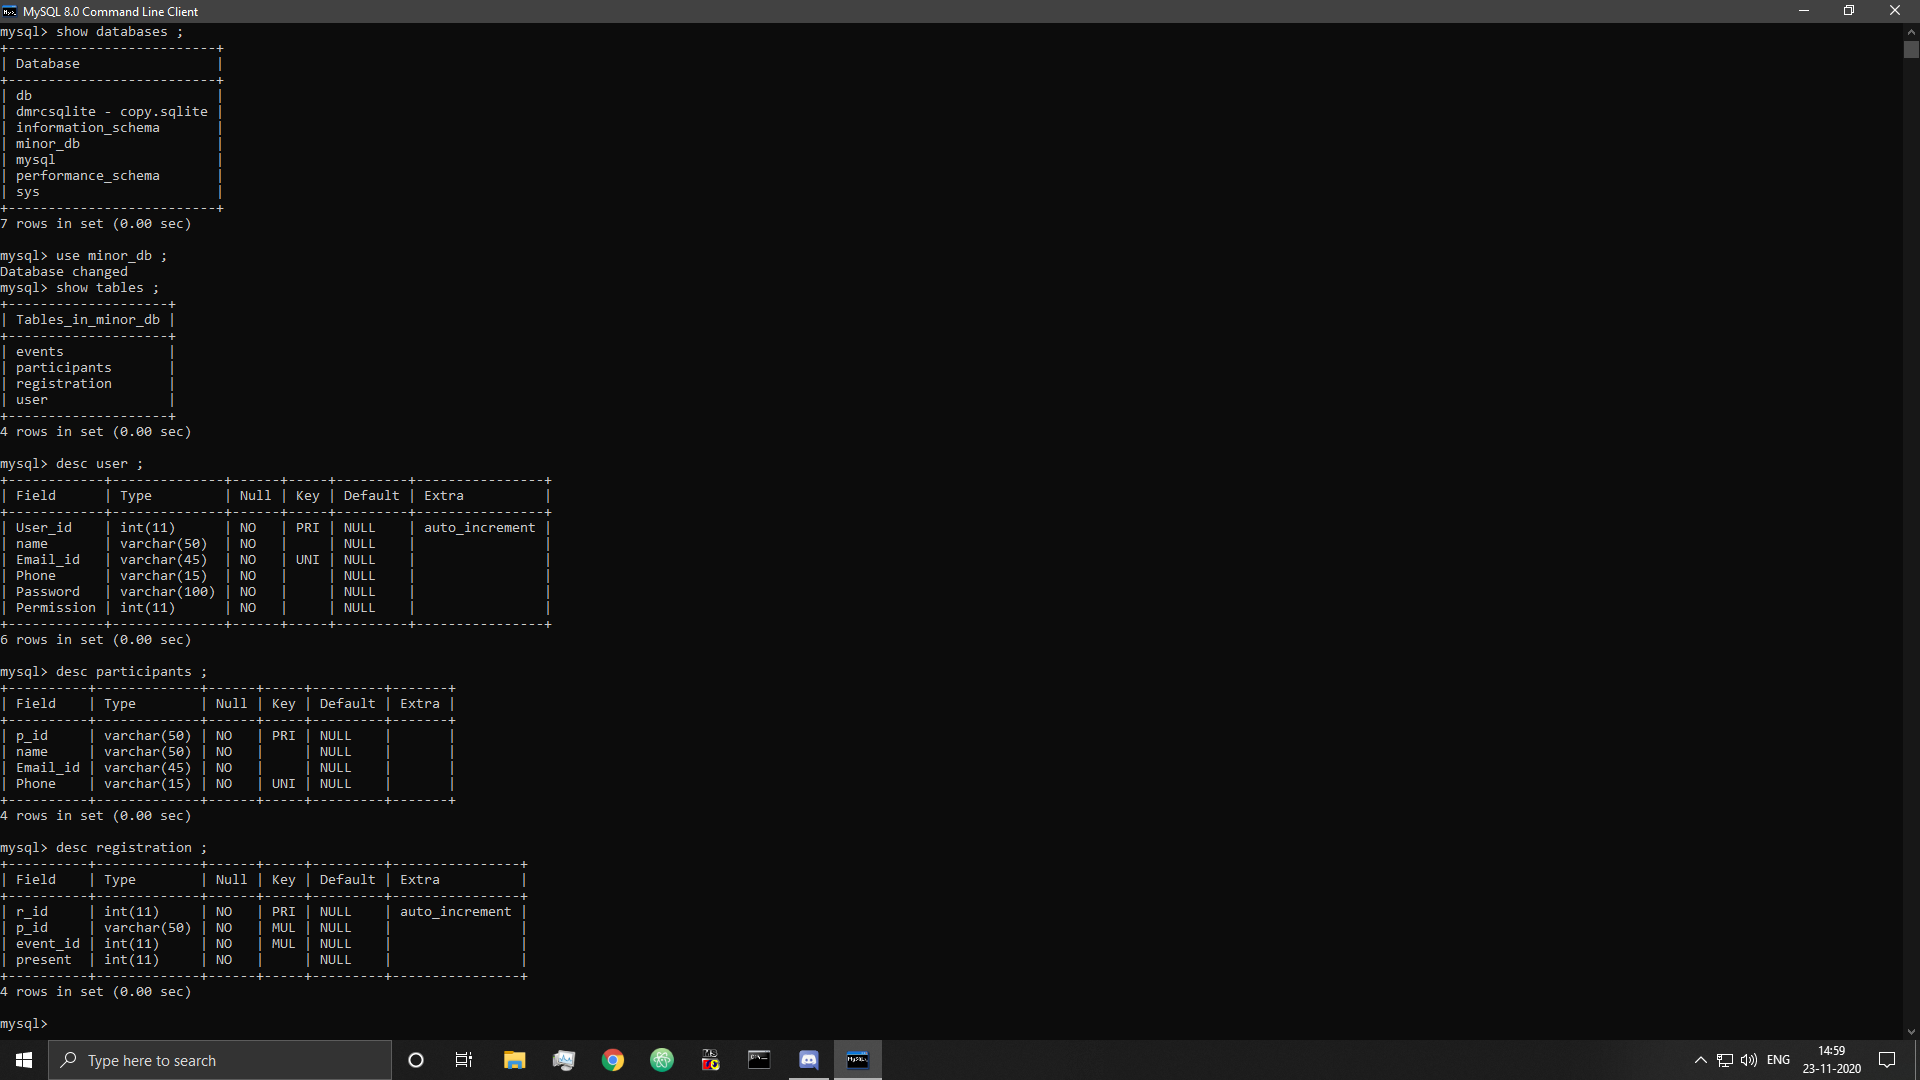 MySQL 8.0 Command Line Client
mysql> show databases ;
+--------------------------+
| Database                 |
+--------------------------+
| db                       |
| dmrcsqlite - copy.sqlite |
| information_schema       |
| minor_db                 |
| mysql                    |
| performance_schema       |
| sys                      |
+--------------------------+
7 rows in set (0.00 sec)

mysql> use minor_db ;
Database changed
mysql> show tables ;
+--------------------+
| Tables_in_minor_db |
+--------------------+
| events             |
| participants       |
| registration       |
| user               |
+--------------------+
4 rows in set (0.00 sec)

mysql> desc user ;
+------------+--------------+------+-----+---------+----------------+
| Field      | Type         | Null | Key | Default | Extra          |
+------------+--------------+------+-----+---------+----------------+
| User_id    | int(11)      | NO   | PRI | NULL    | auto_increment |
| name       | varchar(50)  | NO   |     | NULL    |                |
| Email_id   | varchar(45)  | NO   | UNI | NULL    |                |
| Phone      | varchar(15)  | NO   |     | NULL    |                |
| Password   | varchar(100) | NO   |     | NULL    |                |
| Permission | int(11)      | NO   |     | NULL    |                |
+------------+--------------+------+-----+---------+----------------+
6 rows in set (0.00 sec)

mysql> desc participants ;
+----------+-------------+------+-----+---------+-------+
| Field    | Type        | Null | Key | Default | Extra |
+----------+-------------+------+-----+---------+-------+
| p_id     | varchar(50) | NO   | PRI | NULL    |       |
| name     | varchar(50) | NO   |     | NULL    |       |
| Email_id | varchar(45) | NO   |     | NULL    |       |
| Phone    | varchar(15) | NO   | UNI | NULL    |       |
+----------+-------------+------+-----+---------+-------+
4 rows in set (0.00 sec)

mysql> desc registration ;
+----------+-------------+------+-----+---------+----------------+
| Field    | Type        | Null | Key | Default | Extra          |
+----------+-------------+------+-----+---------+----------------+
| r_id     | int(11)     | NO   | PRI | NULL    | auto_increment |
| p_id     | varchar(50) | NO   | MUL | NULL    |                |
| event_id | int(11)     | NO   | MUL | NULL    |                |
| present  | int(11)     | NO   |     | NULL    |                |
+----------+-------------+------+-----+---------+----------------+
4 rows in set (0.00 sec)

mysql>
Type here to search
ENG
14:59
23-11-2020